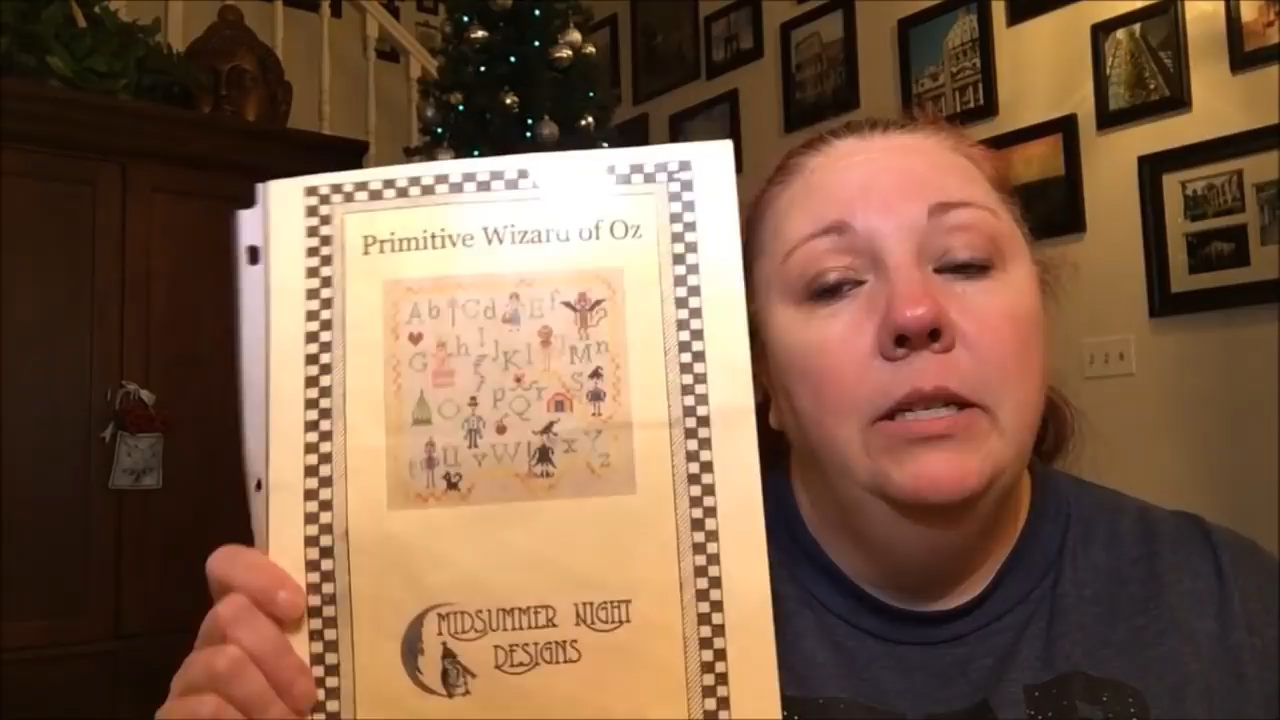 Primitive Wizard of Oz
A b C d E f
G h I J K l M n
O P Q r S
U v W x Y z
MIDSUMMER NIGHT
DESIGNS